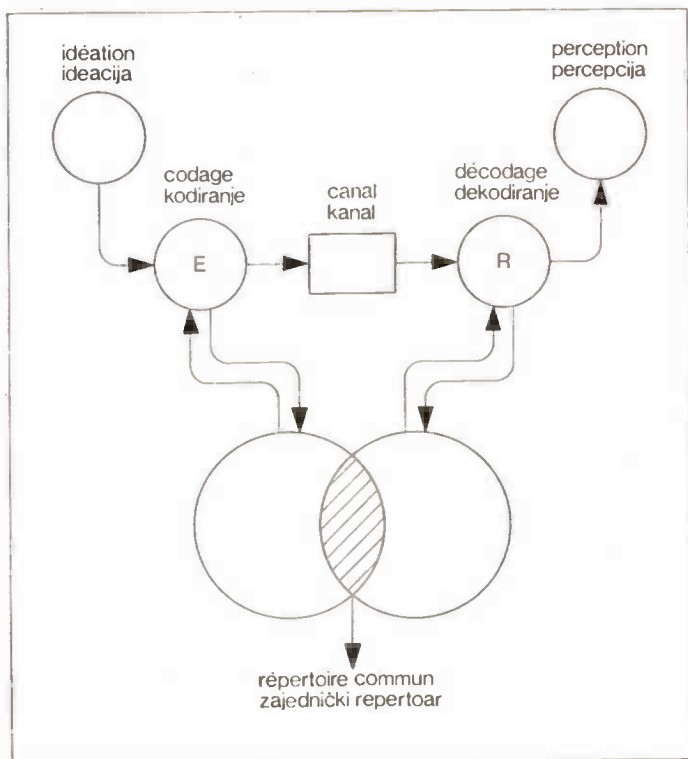 idéation
ideacija
perception
percepcija
codage
kodiranje
canal
kanal
décodage
dekodiranje
E
R
répertoire commun
zajednički repertoar